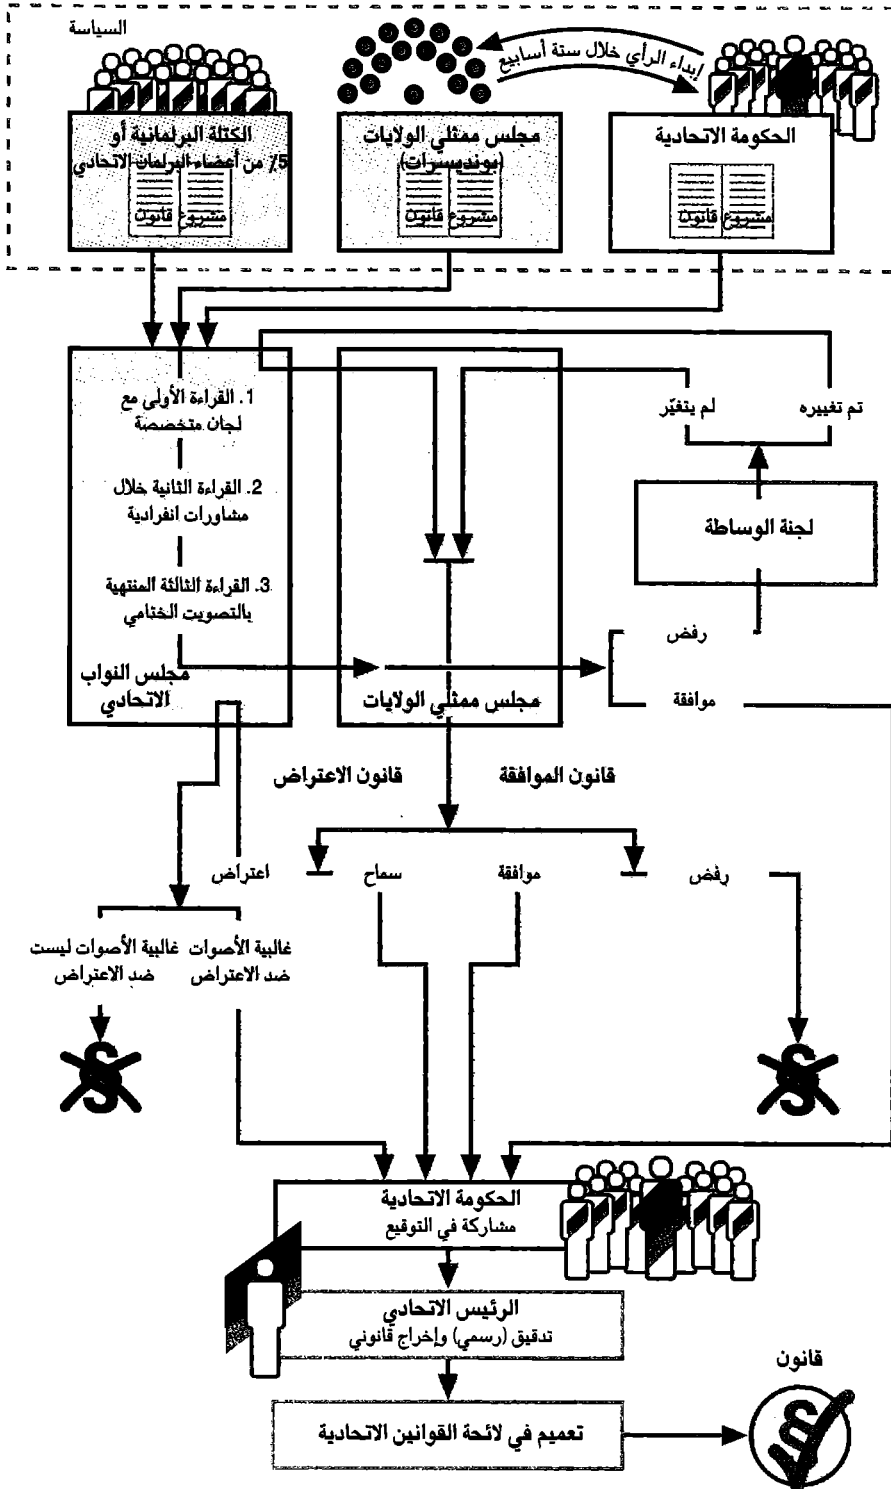 السياسة
إبداء الرأي خلال ستة أسابيع
الحكومة الاتحادية
مشروع قانون
مجلس ممثلي الولايات
(بونديسرات)
مشروع قانون
الكتلة البرلمانية أو
5٪ من أعضاء البرلمان الاتحادي
مشروع قانون
1. القراءة الأولى مع
لجان متخصصة
2. القراءة الثانية خلال
مشاورات انفرادية
3. القراءة الثالثة المنتهية
بالتصويت الختامي
مجلس النواب
الاتحادي
مجلس ممثلي الولايات
تم تغييره
لم يتغيّر
لجنة الوساطة
رفض
موافقة
قانون الموافقة
قانون الاعتراض
رفض
موافقة
سماح
اعتراض
غالبية الأصوات
ضد الاعتراض
غالبية الأصوات ليست
ضد الاعتراض
الحكومة الاتحادية
مشاركة في التوقيع
الرئيس الاتحادي
تدقيق (رسمي) وإخراج قانوني
تعميم في لائحة القوانين الاتحادية
قانون